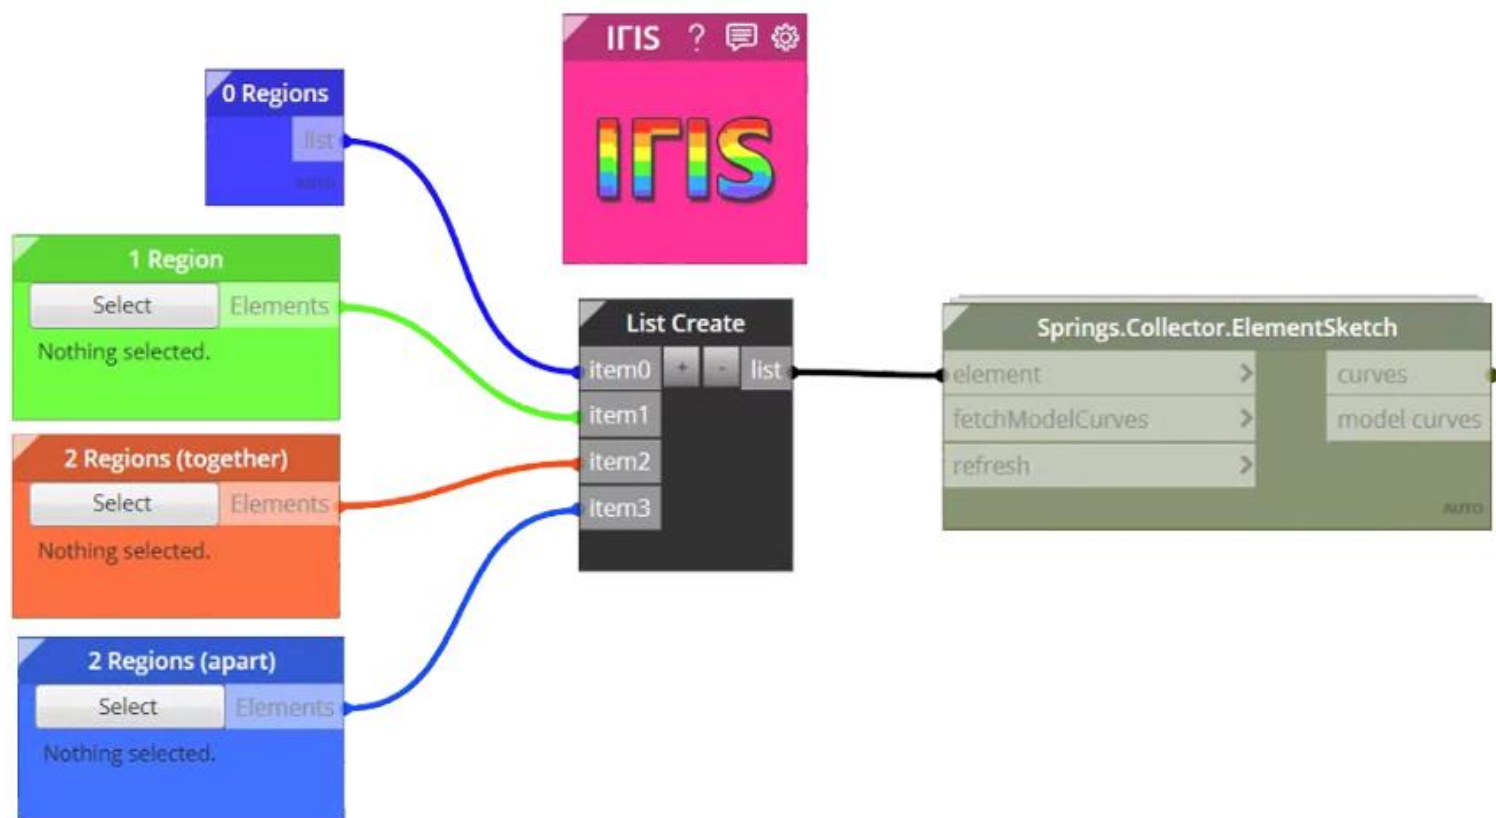 IГIS ?
0 Regions
list
AUTO
IГIS
1 Region
Select Elements
Nothing selected.
List Create
item0 + - list
item1
item2
item3
Springs.Collector.ElementSketch
element > curves
fetchModelCurves > model curves
refresh >
AUTO
2 Regions (together)
Select Elements
Nothing selected.
2 Regions (apart)
Select Elements
Nothing selected.